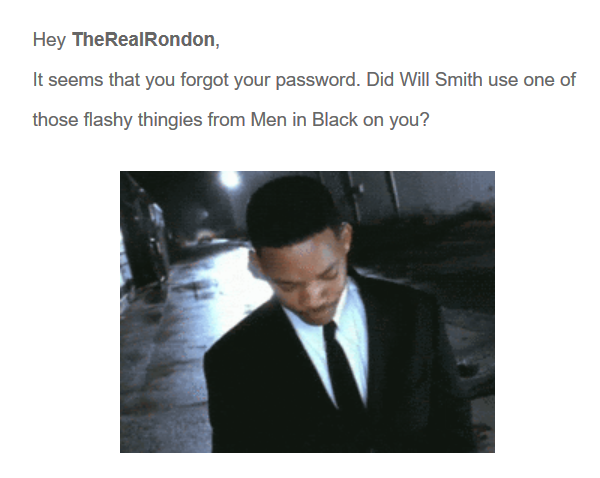 Hey TheRealRondon,
It seems that you forgot your password. Did Will Smith use one of
those flashy thingies from Men in Black on you?